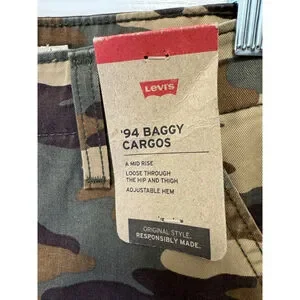 Levi's
'94 BAGGY
CARGOS
A MID RISE
LOOSE THROUGH
THE HIP AND THIGH
ADJUSTABLE HEM
ORIGINAL STYLE.
RESPONSIBLY MADE.